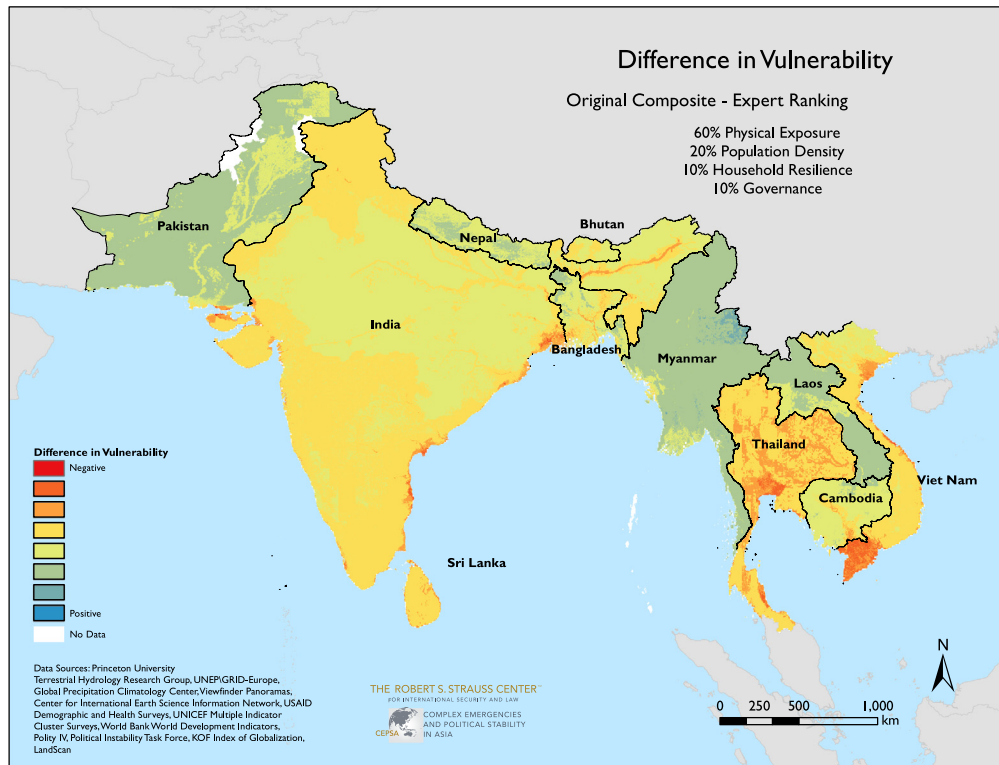 Difference in Vulnerability
Original Composite - Expert Ranking
60% Physical Exposure
20% Population Density
10% Household Resilience
10% Governance
Pakistan
Nepal
Bhutan
India
Bangladesh
Myanmar
Laos
Thailand
Viet Nam
Cambodia
Sri Lanka
Difference in Vulnerability
Negative
Positive
No Data
Data Sources: Princeton University
Terrestrial Hydrology Research Group, UNEP\GRID-Europe,
Global Precipitation Climatology Center, Viewfinder Panoramas,
Center for International Earth Science Information Network, USAID
Demographic and Health Surveys, UNICEF Multiple Indicator
Cluster Surveys, World Bank World Development Indicators,
Polity IV, Political Instability Task Force, KOF Index of Globalization,
LandScan
THE ROBERT S. STRAUSS CENTER™
FOR INTERNATIONAL SECURITY AND LAW
CEPSA
COMPLEX EMERGENCIES
AND POLITICAL STABILITY
IN ASIA
N
0 250 500 1,000
km